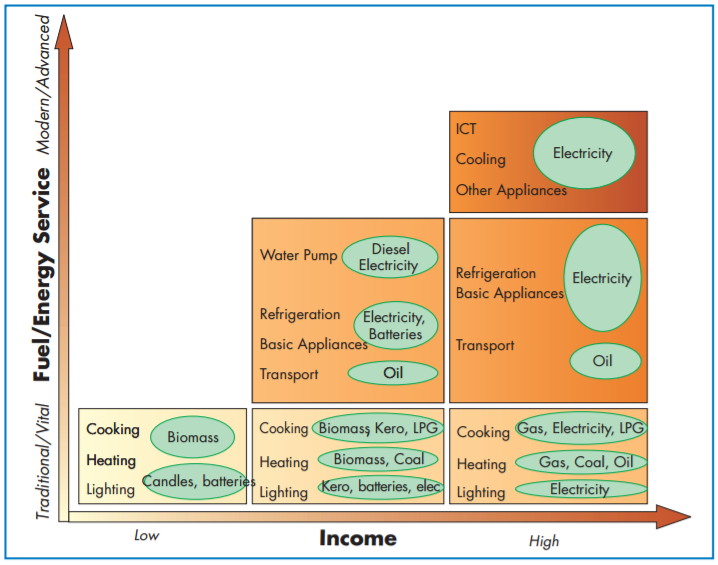 Modern/Advanced
Fuel/Energy Service
Traditional/Vital
ICT
Cooling
Other Appliances
Electricity
Water Pump
Diesel
Electricity
Refrigeration
Basic Appliances
Electricity,
Batteries
Transport
Oil
Refrigeration
Basic Appliances
Electricity
Transport
Oil
Cooking
Heating
Biomass
Lighting
Candles, batteries
Cooking
Biomass, Kero, LPG
Heating
Biomass, Coal
Lighting
Kero, batteries, elec
Cooking
Gas, Electricity, LPG
Heating
Gas, Coal, Oil
Lighting
Electricity
Low
Income
High